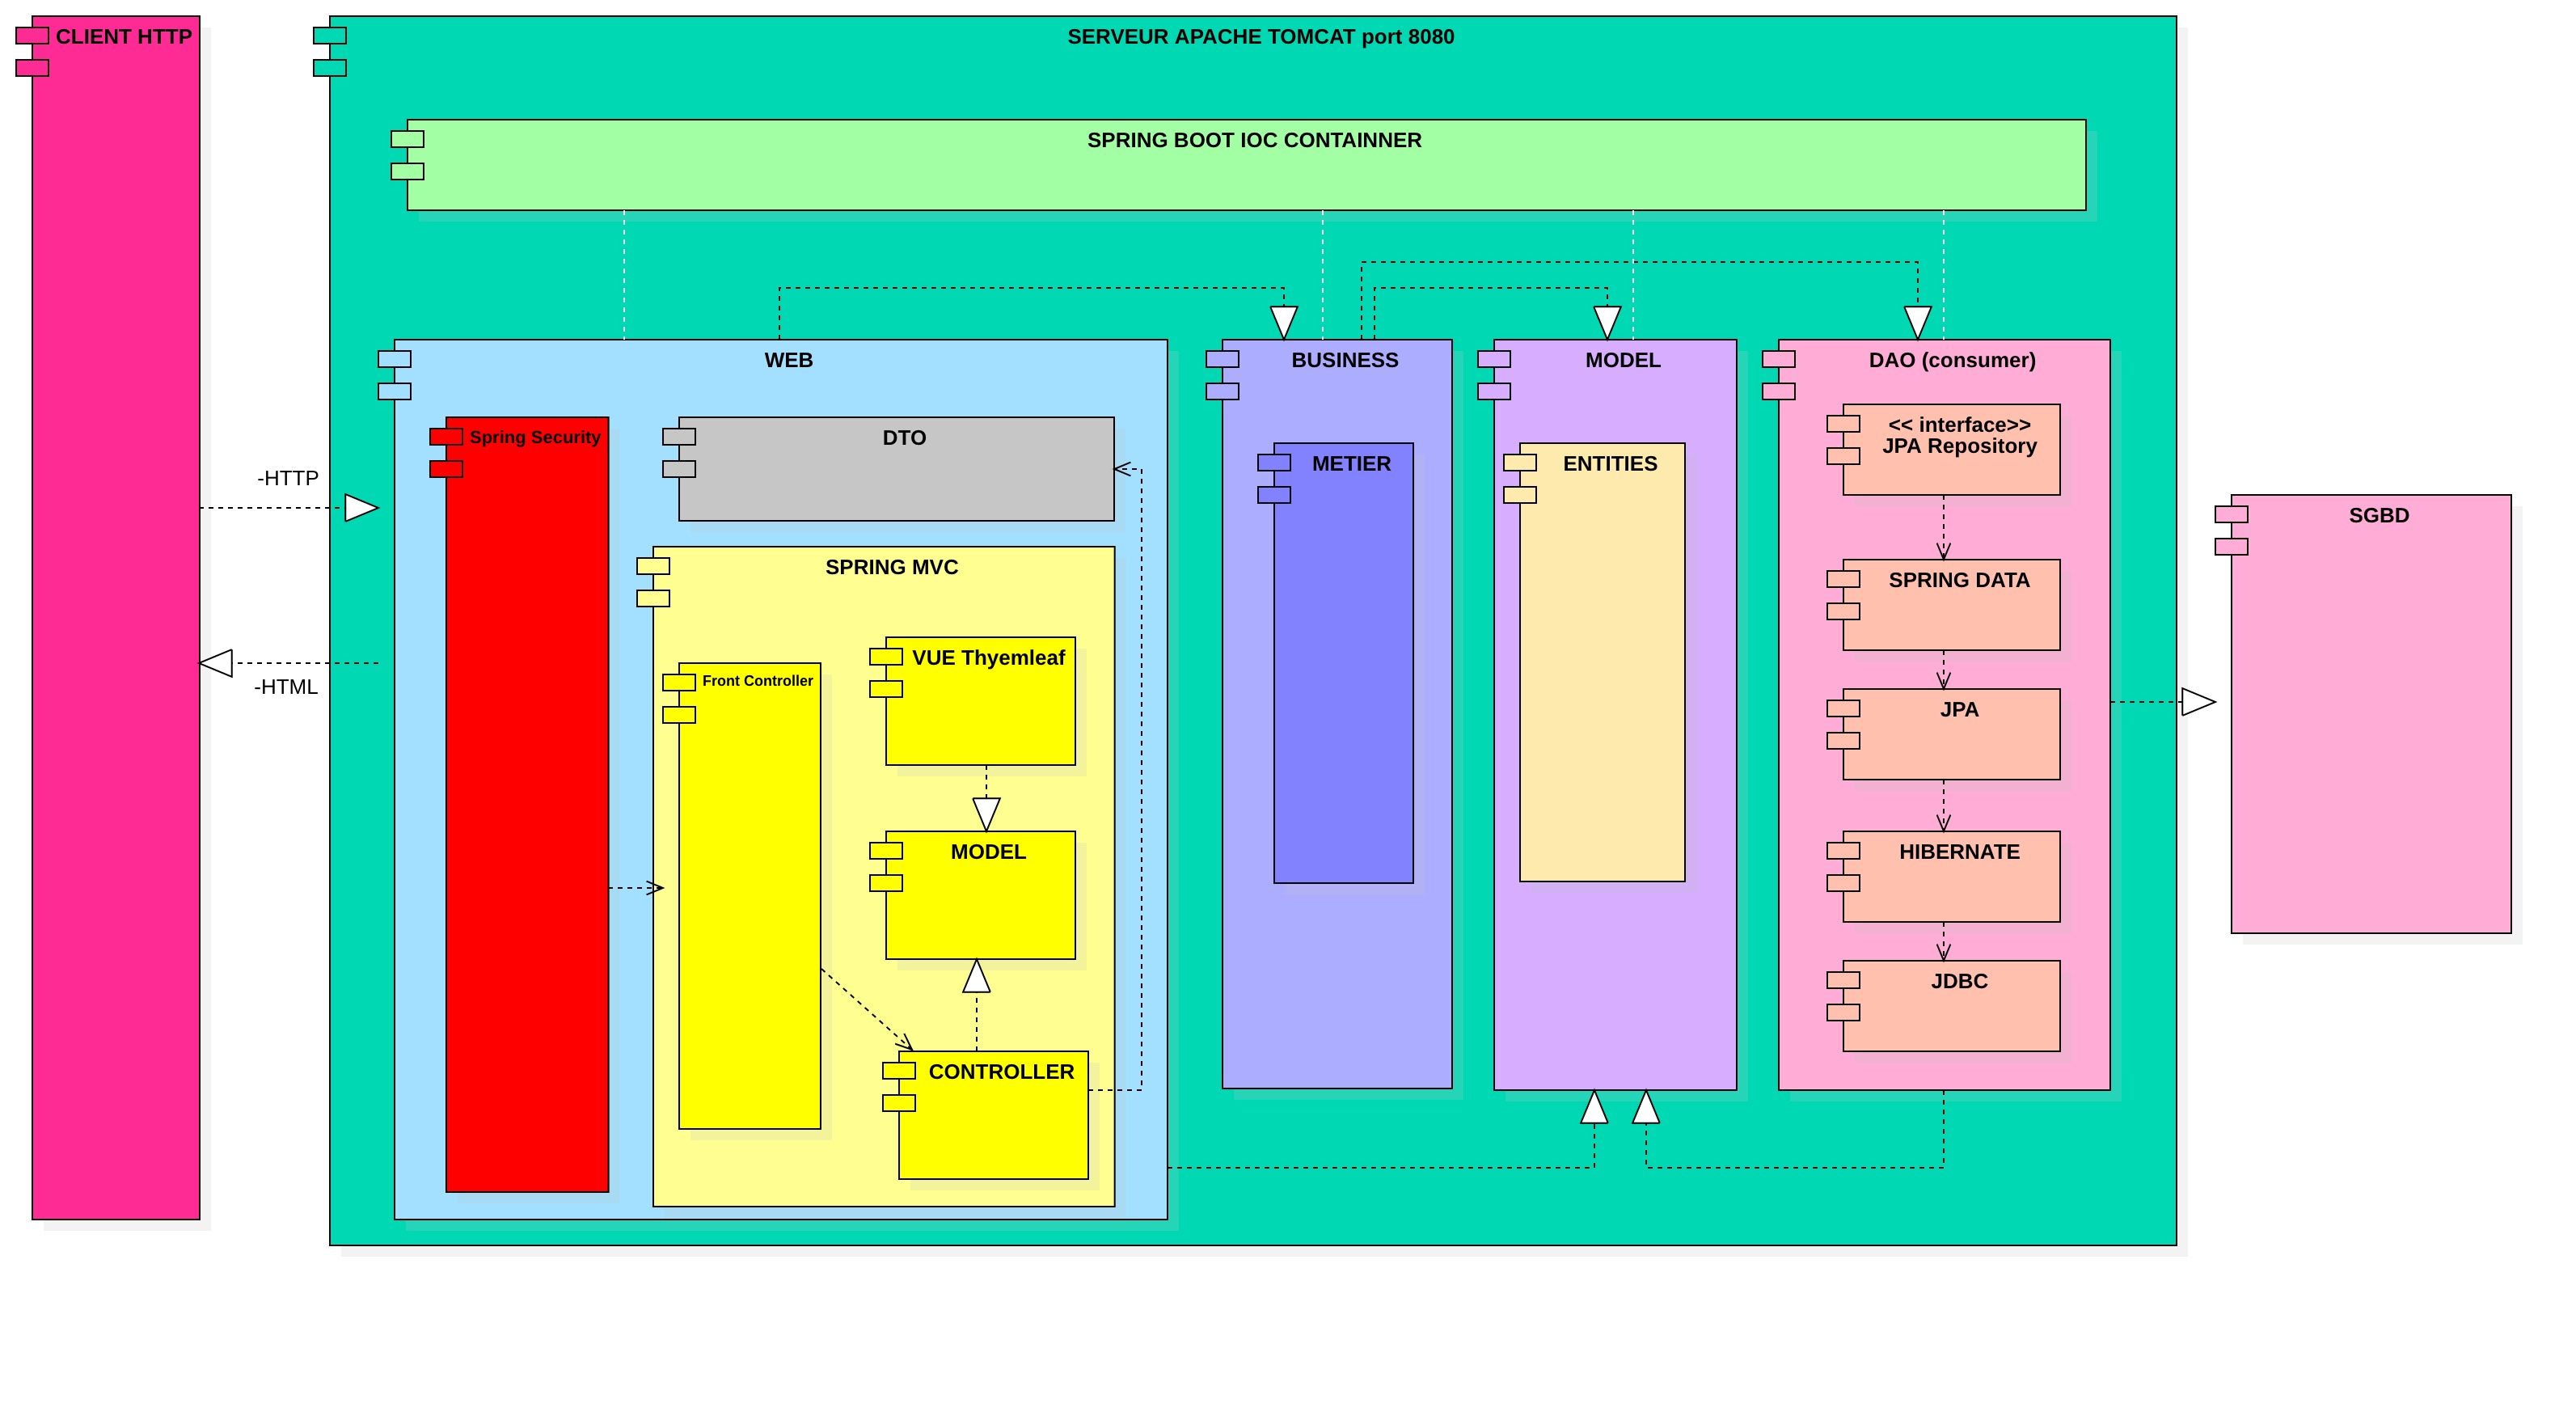 CLIENT HTTP
SERVEUR APACHE TOMCAT port 8080
SPRING BOOT IOC CONTAINNER
-HTTP
-HTML
WEB
Spring Security
DTO
SPRING MVC
Front Controller
VUE Thyemleaf
MODEL
CONTROLLER
BUSINESS
METIER
MODEL
ENTITIES
DAO (consumer)
<< interface>>
JPA Repository
SPRING DATA
JPA
HIBERNATE
JDBC
SGBD